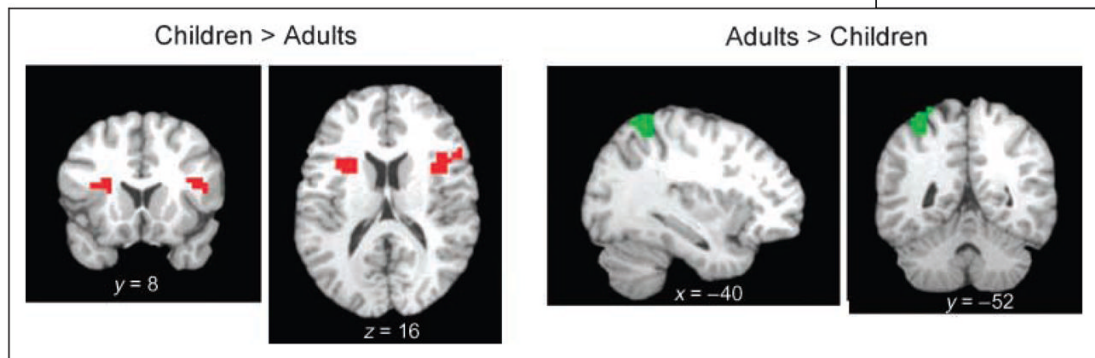 Children > Adults
Adults > Children
y = 8
z = 16
x = –40
y = –52